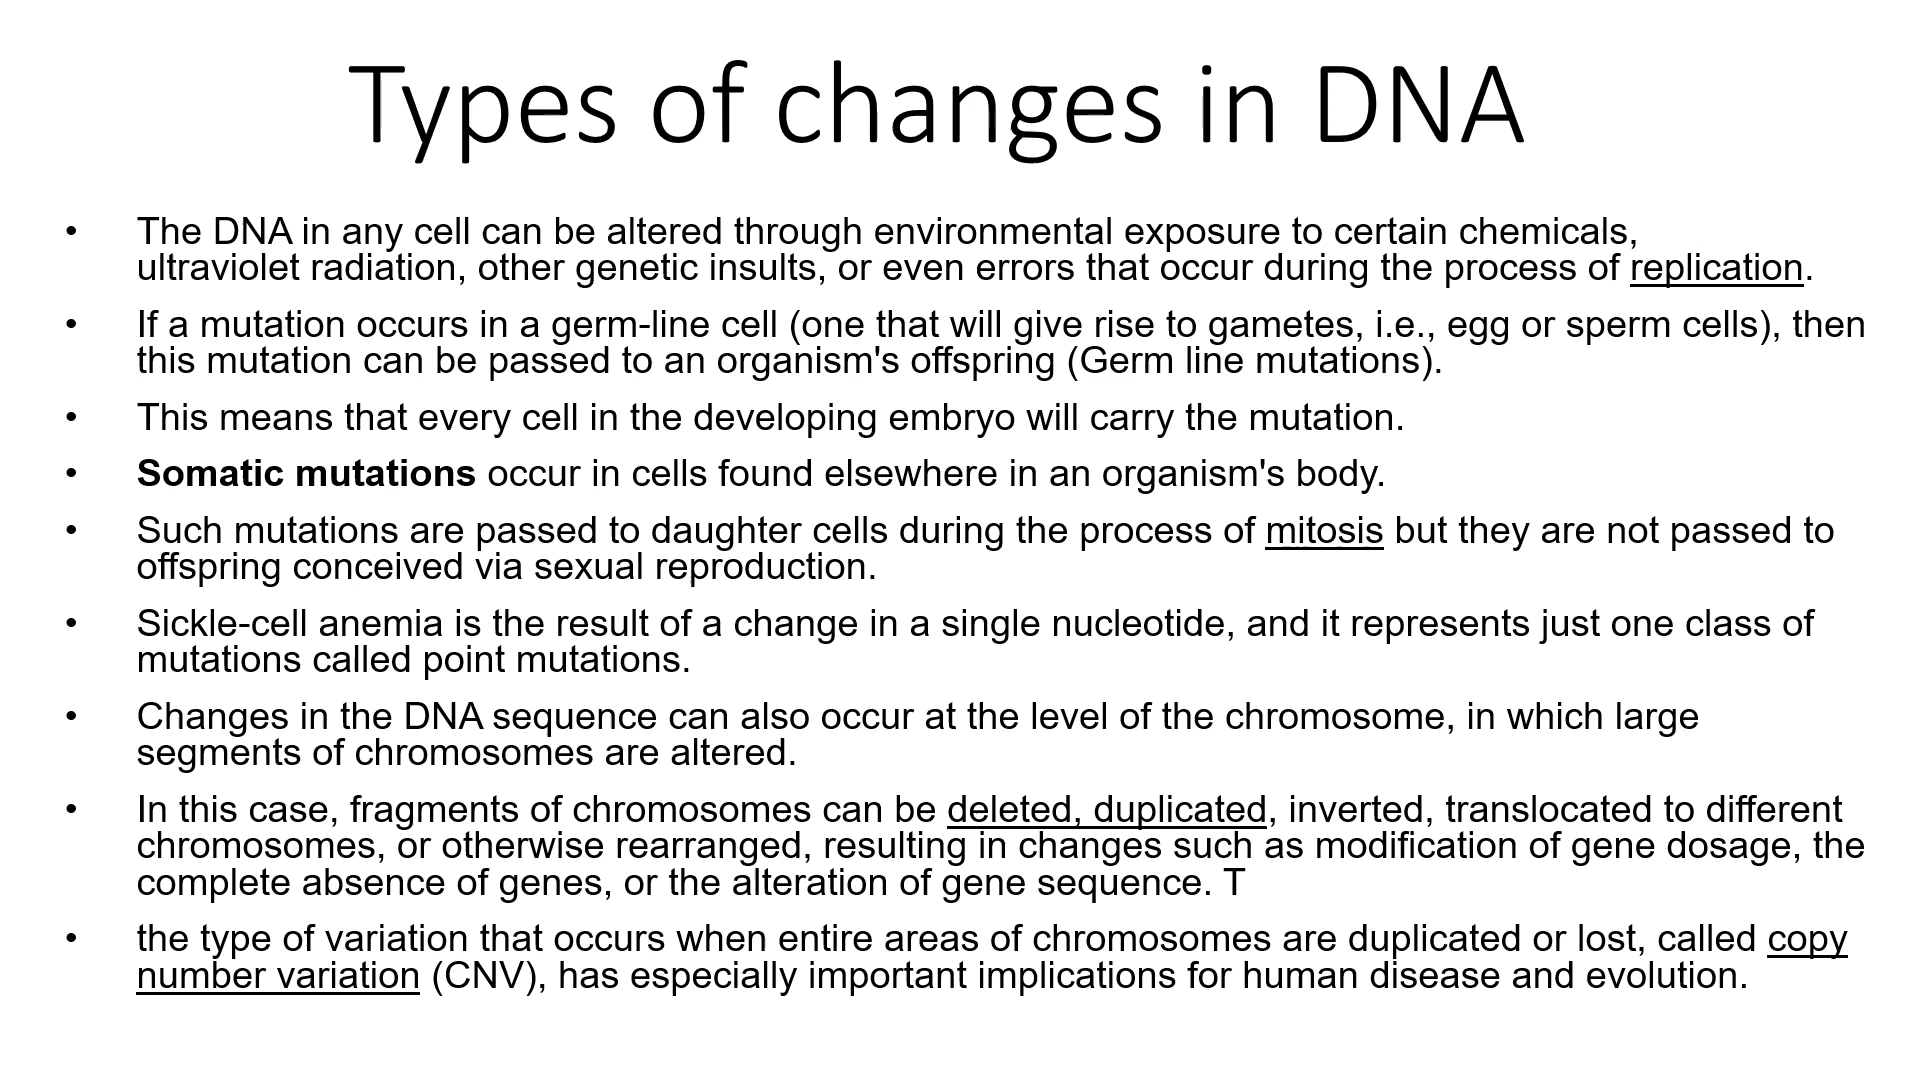 Types of changes in DNA
• The DNA in any cell can be altered through environmental exposure to certain chemicals,
ultraviolet radiation, other genetic insults, or even errors that occur during the process of replication.
• If a mutation occurs in a germ-line cell (one that will give rise to gametes, i.e., egg or sperm cells), then
this mutation can be passed to an organism's offspring (Germ line mutations).
• This means that every cell in the developing embryo will carry the mutation.
• Somatic mutations occur in cells found elsewhere in an organism's body.
• Such mutations are passed to daughter cells during the process of mitosis but they are not passed to
offspring conceived via sexual reproduction.
• Sickle-cell anemia is the result of a change in a single nucleotide, and it represents just one class of
mutations called point mutations.
• Changes in the DNA sequence can also occur at the level of the chromosome, in which large
segments of chromosomes are altered.
• In this case, fragments of chromosomes can be deleted, duplicated, inverted, translocated to different
chromosomes, or otherwise rearranged, resulting in changes such as modification of gene dosage, the
complete absence of genes, or the alteration of gene sequence. T
• the type of variation that occurs when entire areas of chromosomes are duplicated or lost, called copy
number variation (CNV), has especially important implications for human disease and evolution.